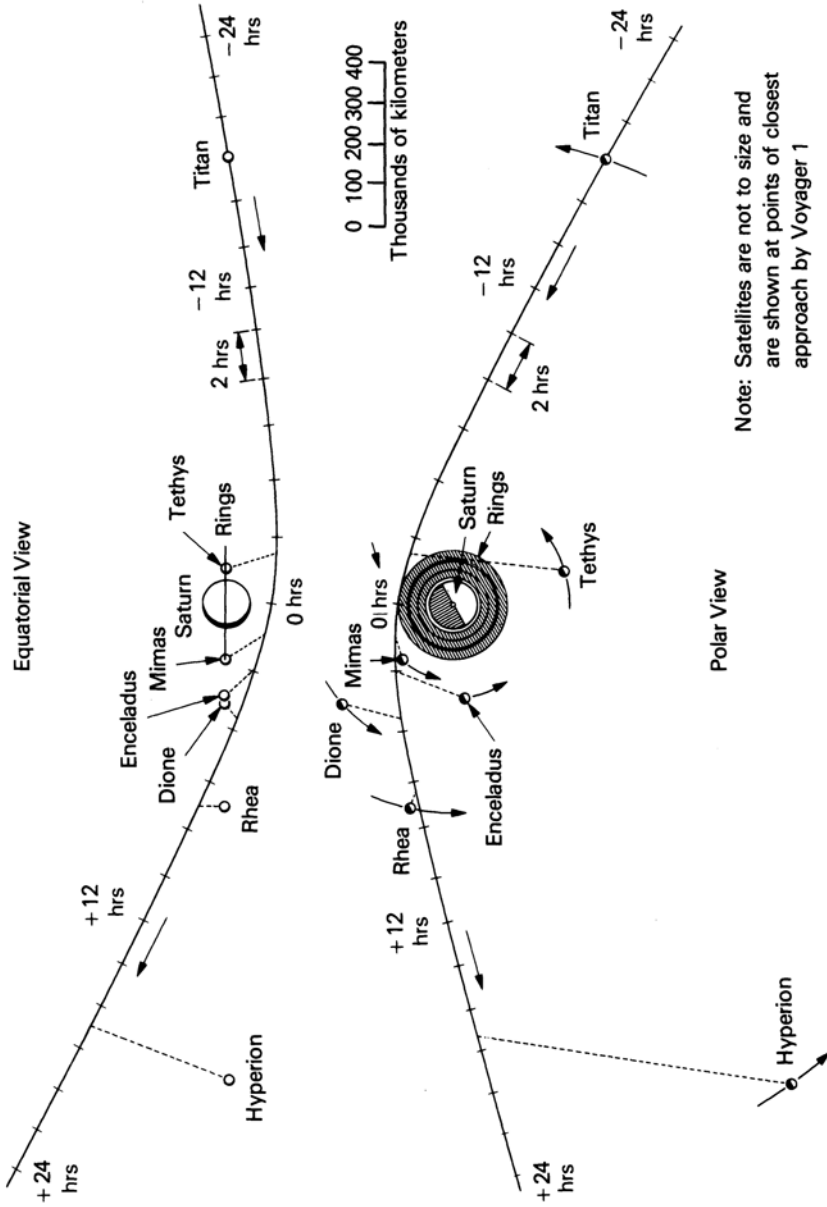 Equatorial View
−24
hrs
Titan
−12
hrs
2 hrs
Tethys
Rings
Saturn
0 hrs
Mimas
Enceladus
Dione
Rhea
+12
hrs
Hyperion
+24
hrs
0 100 200 300 400
Thousands of kilometers
−24
hrs
Titan
−12
hrs
2 hrs
Saturn
Rings
Tethys
0 hrs
Mimas
Dione
Enceladus
Rhea
+12
hrs
Hyperion
+24
hrs
Polar View
Note: Satellites are not to size and
are shown at points of closest
approach by Voyager 1